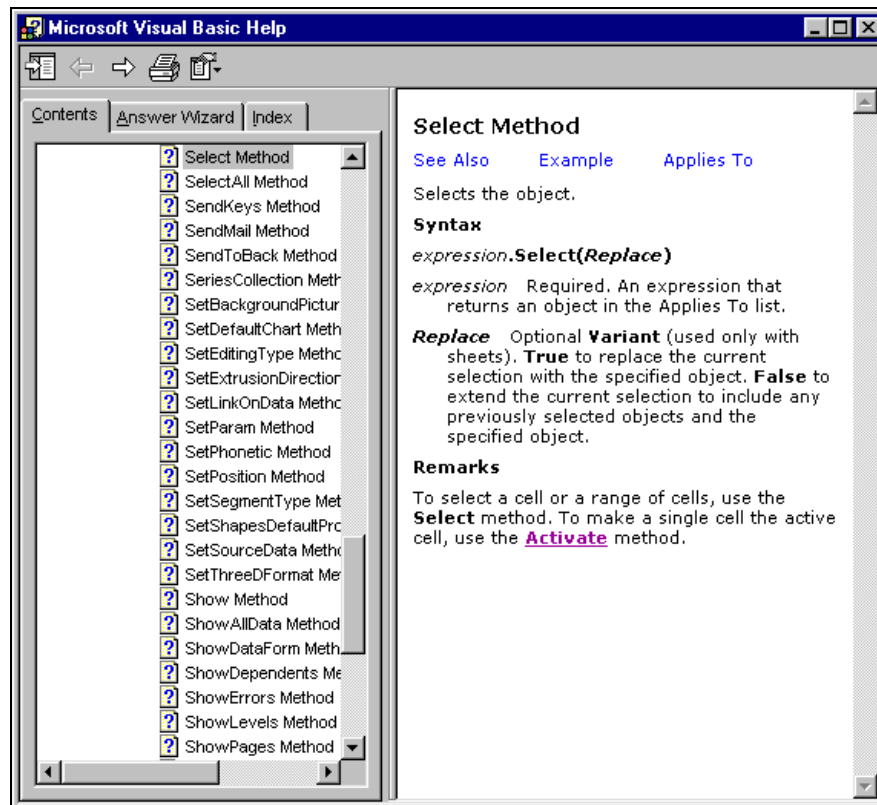 Microsoft Visual Basic Help
Contents
Answer Wizard
Index
Select Method
SelectAll Method
SendKeys Method
SendMail Method
SendToBack Method
SeriesCollection Meth
SetBackgroundPictur
SetDefaultChart Meth
SetEditingType Methc
SetExtrusionDirection
SetLinkOnData Methc
SetParam Method
SetPhonetic Method
SetPosition Method
SetSegmentType Met
SetShapesDefaultPrc
SetSourceData Metho
SetThreeDFormat Me
Show Method
ShowAllData Method
ShowDataForm Meth
ShowDependents Me
ShowErrors Method
ShowLevels Method
ShowPages Method
Select Method
See Also Example Applies To
Selects the object.
Syntax
expression.Select(Replace)
expression Required. An expression that
returns an object in the Applies To list.
Replace Optional Variant (used only with
sheets). True to replace the current
selection with the specified object. False to
extend the current selection to include any
previously selected objects and the
specified object.
Remarks
To select a cell or a range of cells, use the
Select method. To make a single cell the active
cell, use the Activate method.